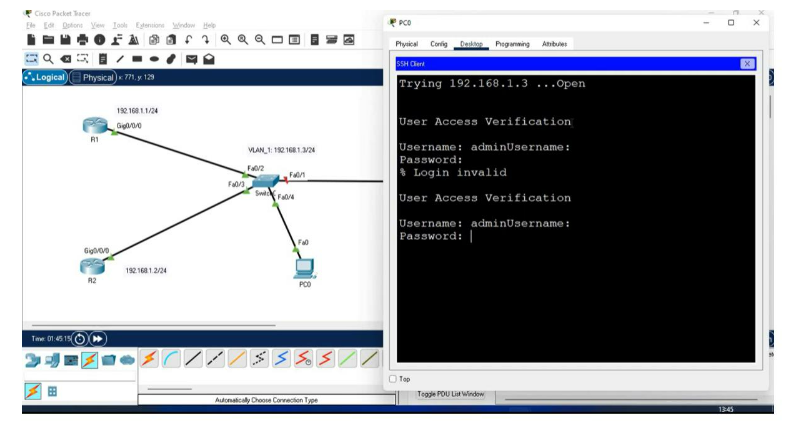 Cisco Packet Tracer
File Edit Options View Tools Extensions Window Help
Logical Physical x: 771, y: 129
192.168.1.1/24
Gig0/0/0
R1
VLAN_1: 192.168.1.3/24
Fa0/2
Fa0/1
Fa0/3
Switch
Fa0/4
Gig0/0/0
192.168.1.2/24
R2
Fa0
PC0
Time: 01:45:15
Automatically Choose Connection Type
Toggle PDU List Window
13:45
PC0
Physical Config Desktop Programming Attributes
SSH Client
X
Trying 192.168.1.3 ...Open
User Access Verification
Username: adminUsername:
Password:
% Login invalid
User Access Verification
Username: adminUsername:
Password:
Top